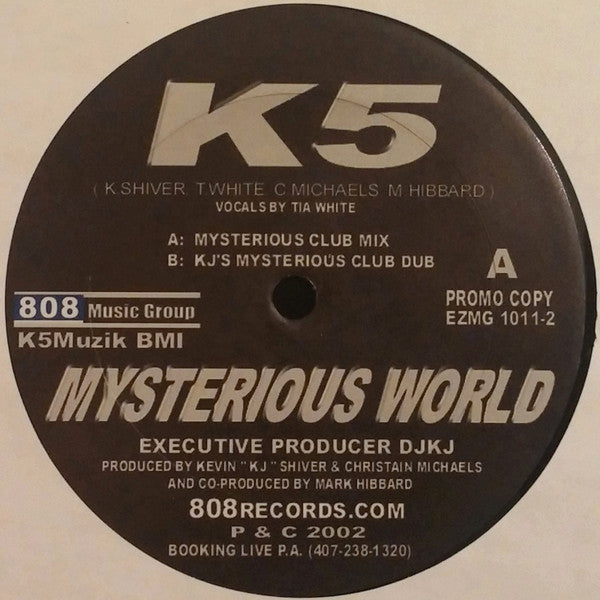 K5
( K.SHIVER T.WHITE C.MICHAELS M.HIBBARD )
VOCALS BY TIA WHITE
A: MYSTERIOUS CLUB MIX
B: KJ'S MYSTERIOUS CLUB DUB
A
PROMO COPY
EZMG 1011-2
808 Music Group
K5Muzik BMI
MYSTERIOUS WORLD
EXECUTIVE PRODUCER DJKJ
PRODUCED BY KEVIN "KJ" SHIVER & CHRISTAIN MICHAELS
AND CO-PRODUCED BY MARK HIBBARD
808RECORDS.COM
P & C 2002
BOOKING LIVE P.A. (407-238-1320)